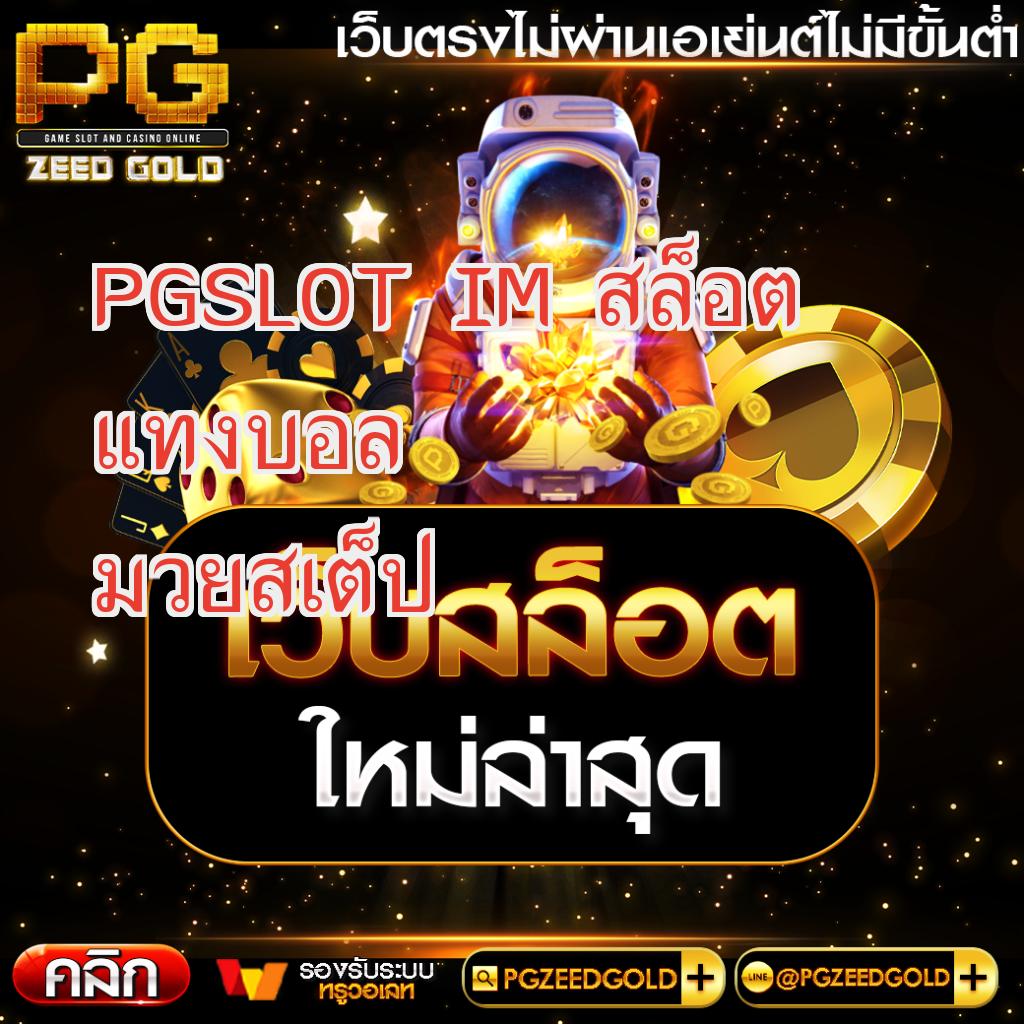 เว็บตรงไม่ผ่านเอเย่นต์ไม่มีขั้นต่ำ
PG
GAME SLOT AND CASINO ONLINE
ZEED GOLD
PGSLOT IM สล็อต
แทงบอล
มวยสเต็ป
เว็บสล็อต
ใหม่ล่าสุด
คลิก
รองรับระบบ
ทรูวอเลท
PGZEEDGOLD
LINE
@PGZEEDGOLD